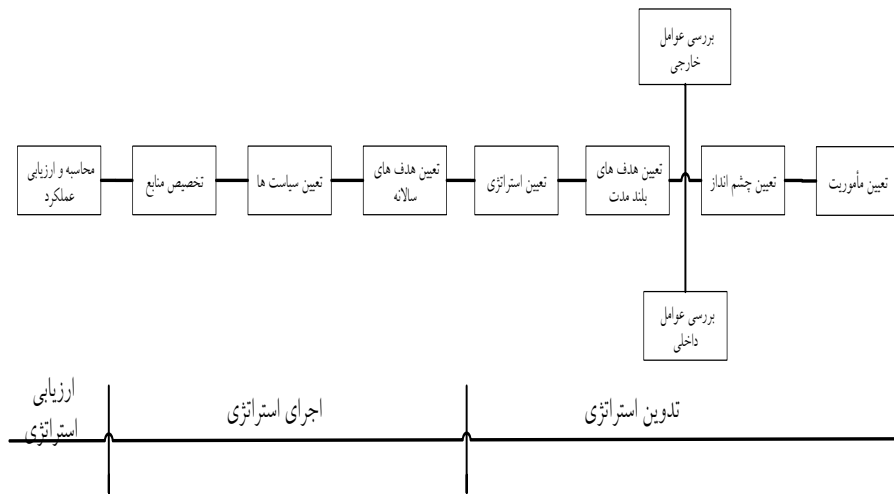 بررسی عوامل
خارجی
تعیین مأموریت
تعیین چشم انداز
تعیین هدف های
بلند مدت
تعیین استراتژی
تعیین هدف های
سالانه
تعیین سیاست ها
تخصیص منابع
محاسبه و ارزیابی
عملکرد
بررسی عوامل
داخلی
تدوین استراتژی
اجرای استراتژی
ارزیابی
استراتژی